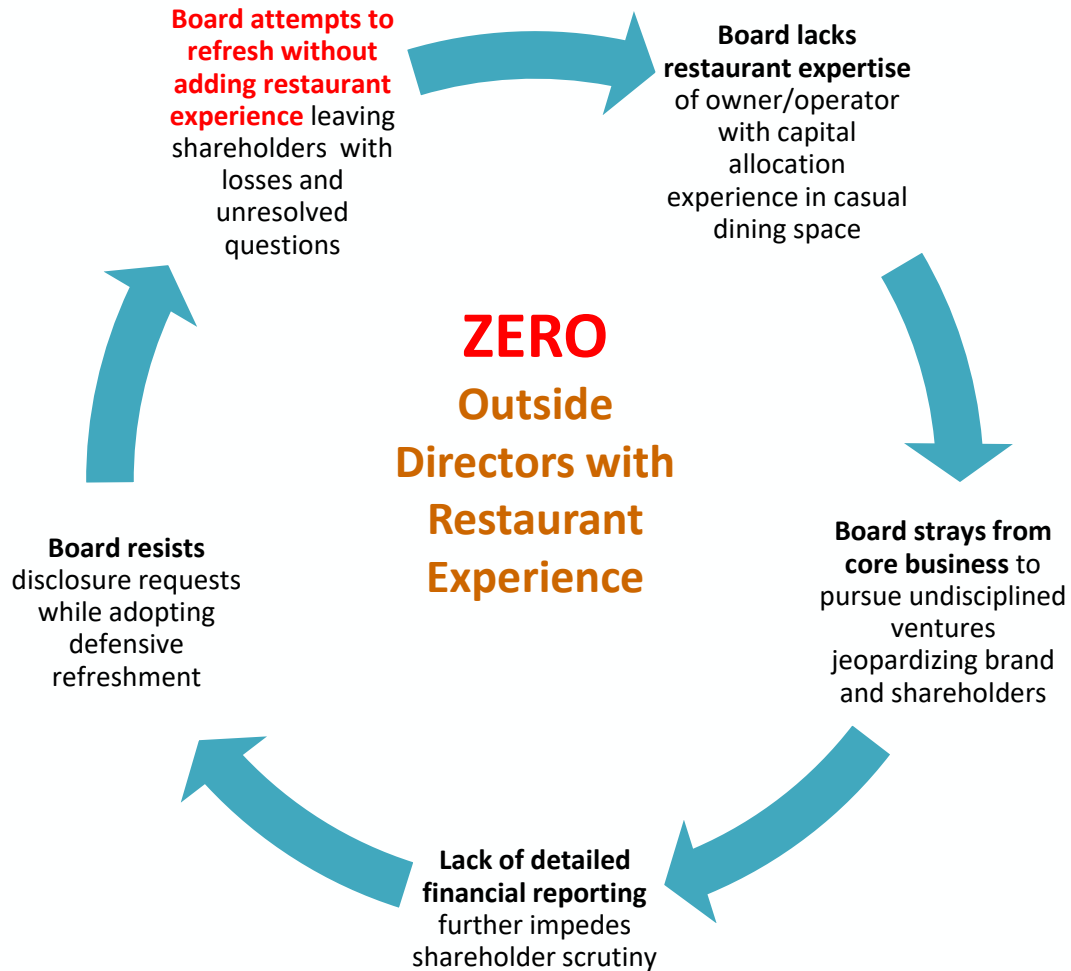 Board attempts to
refresh without
adding restaurant
experience leaving
shareholders with
losses and
unresolved
questions
Board lacks
restaurant expertise
of owner/operator
with capital
allocation
experience in casual
dining space
ZERO
Outside
Directors with
Restaurant
Experience
Board strays from
core business to
pursue undisciplined
ventures
jeopardizing brand
and shareholders
Lack of detailed
financial reporting
further impedes
shareholder scrutiny
Board resists
disclosure requests
while adopting
defensive
refreshment